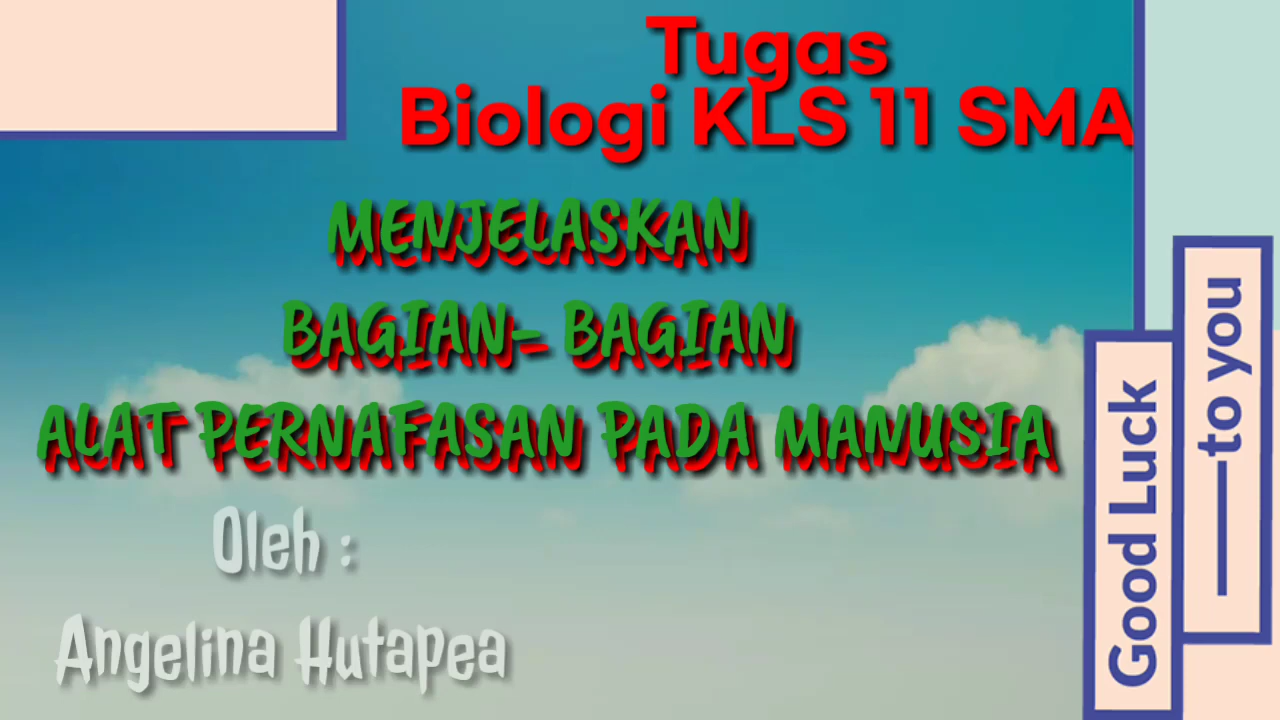 Tugas
Biologi KLS 11 SMA
MENJELASKAN
BAGIAN- BAGIAN
ALAT PERNAFASAN PADA MANUSIA
Oleh :
Angelina Hutapea
Good Luck
to you